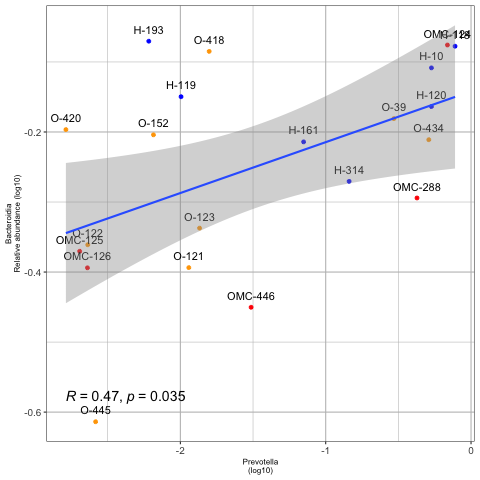 H-193
O-418
OMC-124
H-10
H-119
O-420
O-152
H-120
O-39
H-161
O-434
H-314
OMC-288
O-123
O-122
OMC-125
OMC-126
O-121
OMC-446
R = 0.47, p = 0.035
O-445
-0.2
-0.4
-0.6
-2
-1
0
Bacteroidia
Relative abundance (log10)
Prevotella
(log10)